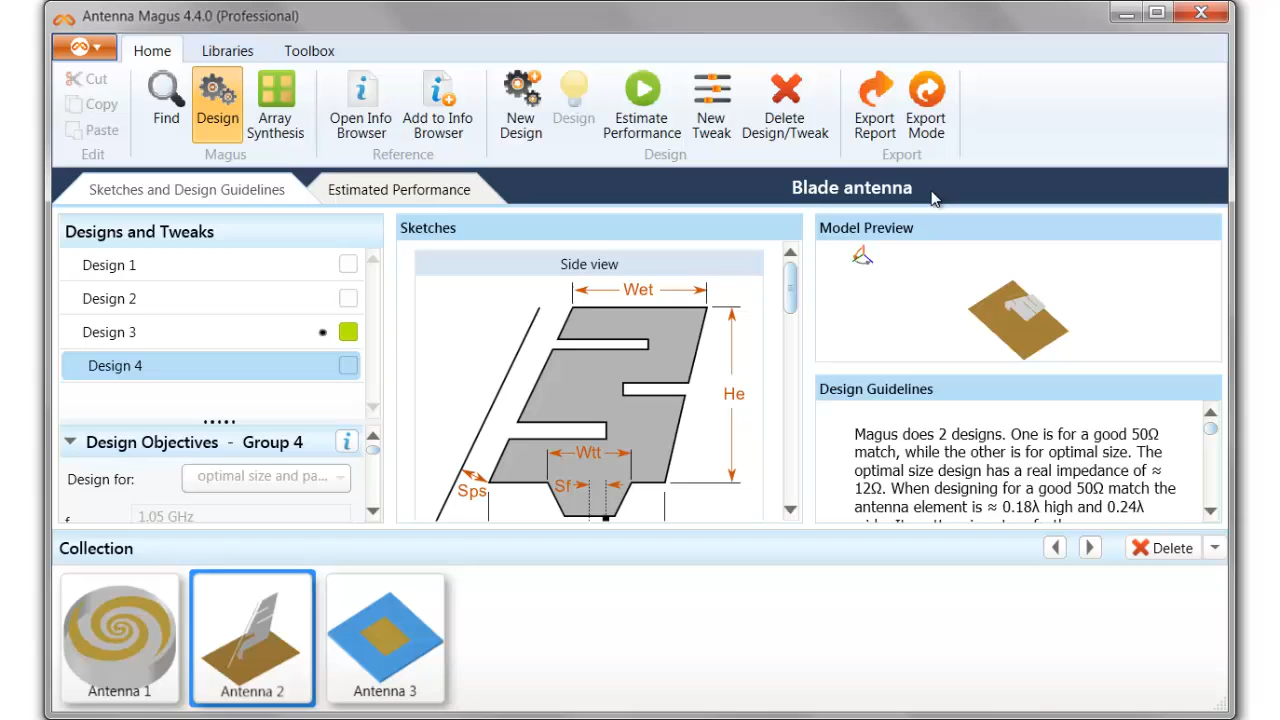 Antenna Magus 4.4.0 (Professional)
Home
Libraries
Toolbox
Cut
Copy
Paste
Edit
Find
Design
Array Synthesis
Magus
Open Info Browser
Add to Info Browser
Reference
New Design
Design
Estimate Performance
New Tweak
Delete Design/Tweak
Design
Export Report
Export Mode
Export
Sketches and Design Guidelines
Estimated Performance
Blade antenna
Designs and Tweaks
Design 1
Design 2
Design 3
Design 4
Design Objectives - Group 4
Design for:
optimal size and pa...
f
1.05 GHz
Sketches
Side view
Wet
He
Wtt
Sf
Sps
Model Preview
Design Guidelines
Magus does 2 designs. One is for a good 50Ω
match, while the other is for optimal size. The
optimal size design has a real impedance of ≈
12Ω. When designing for a good 50Ω match the
antenna element is ≈ 0.18λ high and 0.24λ
Collection
Delete
Antenna 1
Antenna 2
Antenna 3